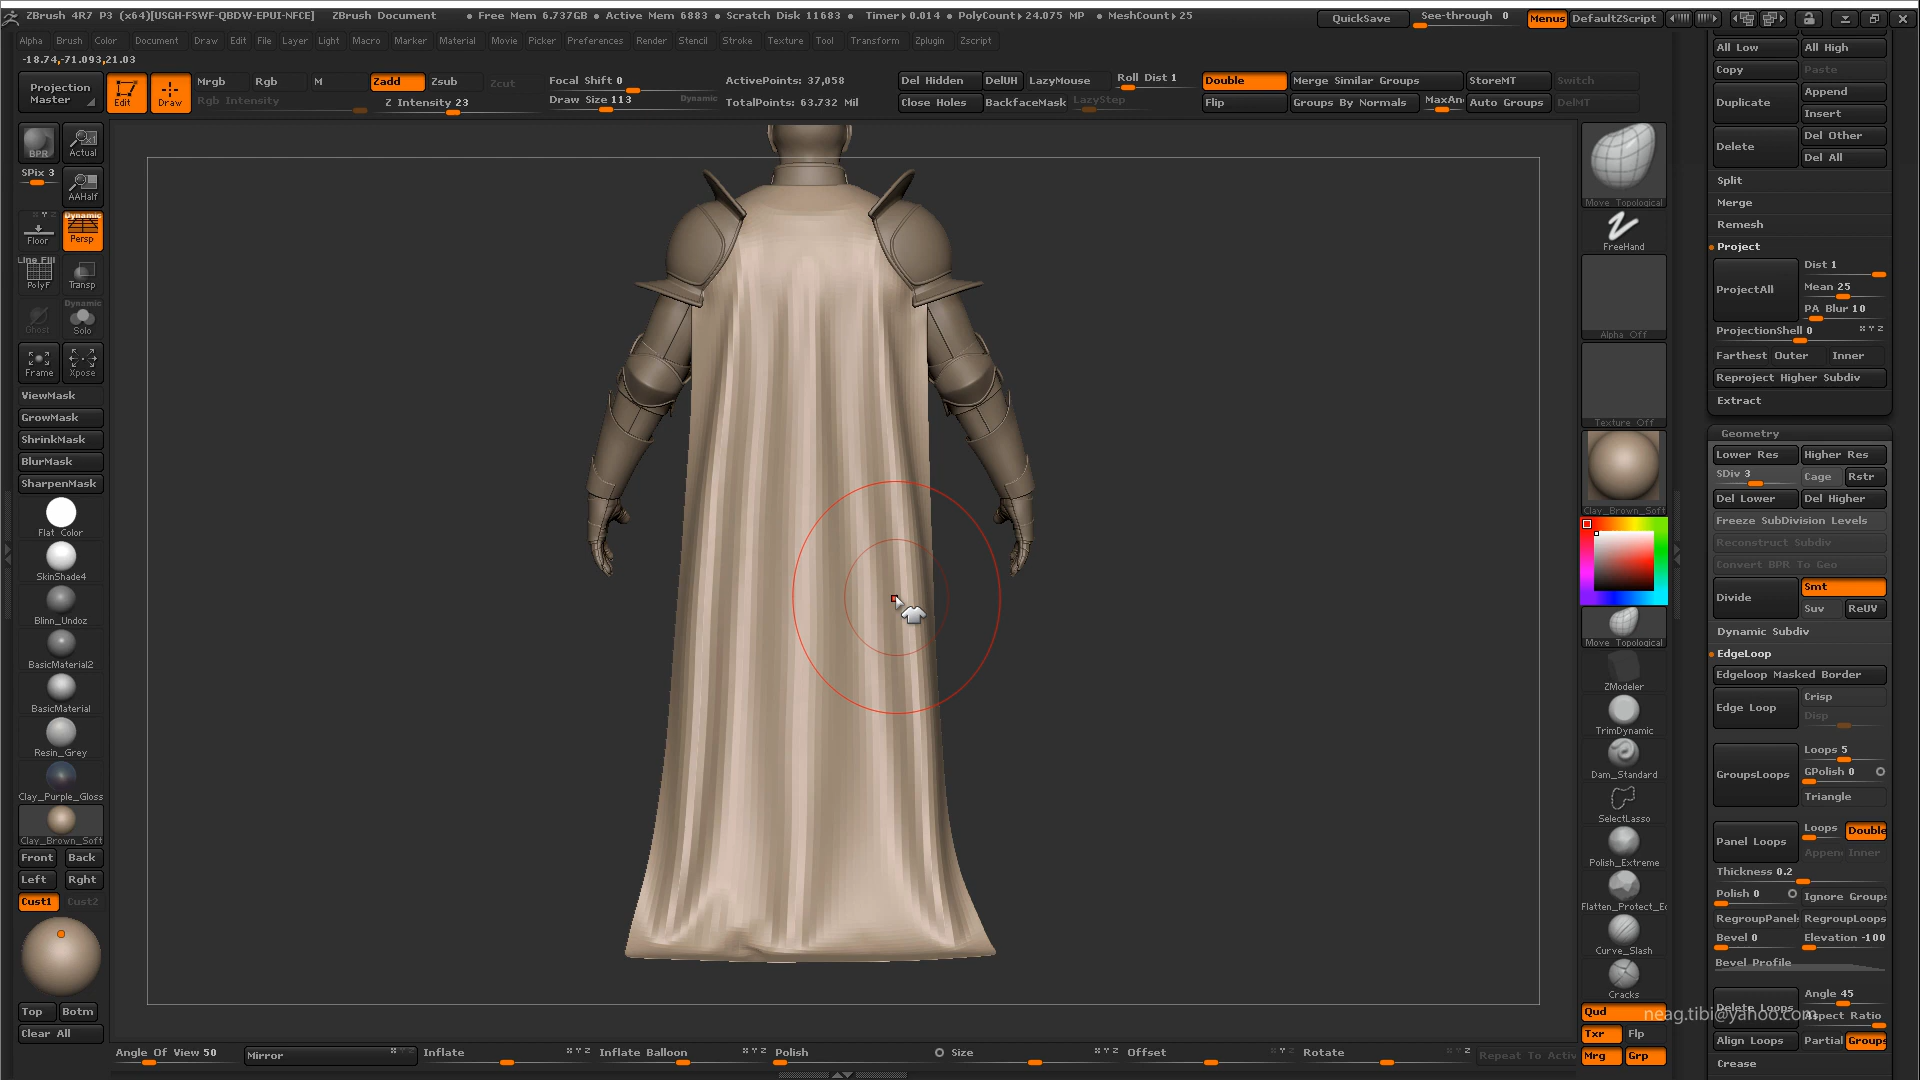 ZBrush 4R7 P3 (x64)[USGH-FSWF-QBDW-EPUI-NFCE] ZBrush Document • Free Mem 6.737GB • Active Mem 6883 • Scratch Disk 11683 • Timer▸0.014 • PolyCount▸24.075 MP • MeshCount▸25 QuickSave See-through 0 Menus DefaultZScript
Alpha Brush Color Document Draw Edit File Layer Light Macro Marker Material Movie Picker Preferences Render Stencil Stroke Texture Tool Transform Zplugin Zscript
-18.74,-71.093,21.03
Projection Master
Edit
Draw
Mrgb Rgb M Zadd Zsub Zcut
Rgb Intensity Z Intensity 23
Focal Shift 0
Draw Size 113 Dynamic
ActivePoints: 37,058
TotalPoints: 63.732 Mil
Del Hidden DelUH LazyMouse Roll Dist 1
Close Holes BackfaceMask LazyStep
Double Merge Similar Groups StoreMT Switch
Flip Groups By Normals MaxAn Auto Groups DelMT
BPR
Actual
SPix 3
AAHalf
Dynamic
Floor
Persp
Line Fill
PolyF
Transp
Dynamic
Ghost
Solo
Frame
Xpose
ViewMask
GrowMask
ShrinkMask
BlurMask
SharpenMask
Flat Color
SkinShade4
Blinn_Undoz
BasicMaterial2
BasicMaterial
Resin_Grey
Clay_Purple_Gloss
Clay_Brown_Soft
Front Back
Left Rght
Cust1 Cust2
Top Botm
Clear All
Angle Of View 50 Mirror Inflate Inflate Balloon Polish Size Offset Rotate Repeat To Activ
Move Topological
FreeHand
Alpha Off
Texture Off
Clay_Brown_Soft
Move Topological
ZModeler
TrimDynamic
Dam_Standard
SelectLasso
Polish_Extreme
Flatten_Protect_Ed
Curve_Slash
Cracks
Qud
Txr Flp
Mrg Grp
All Low All High
Copy Paste
Duplicate Append
Insert
Delete Del Other
Del All
Split
Merge
Remesh
Project
ProjectAll Dist 1
Mean 25
PA Blur 10
ProjectionShell 0
Farthest Outer Inner
Reproject Higher Subdiv
Extract
Geometry
Lower Res Higher Res
SDiv 3 Cage Rstr
Del Lower Del Higher
Freeze SubDivision Levels
Reconstruct Subdiv
Convert BPR To Geo
Divide Smt
Suv ReUV
Dynamic Subdiv
EdgeLoop
Edgeloop Masked Border
Edge Loop Crisp
Disp
GroupsLoops Loops 5
GPolish 0
Triangle
Panel Loops Loops Double
Appen Inner
Thickness 0.2
Polish 0 Ignore Groups
RegroupPanels RegroupLoops
Bevel 0 Elevation -100
Bevel Profile
Delete Loops Angle 45
Aspect Ratio
neag.tibi@yahoo.com
Align Loops Partial Groups
Crease